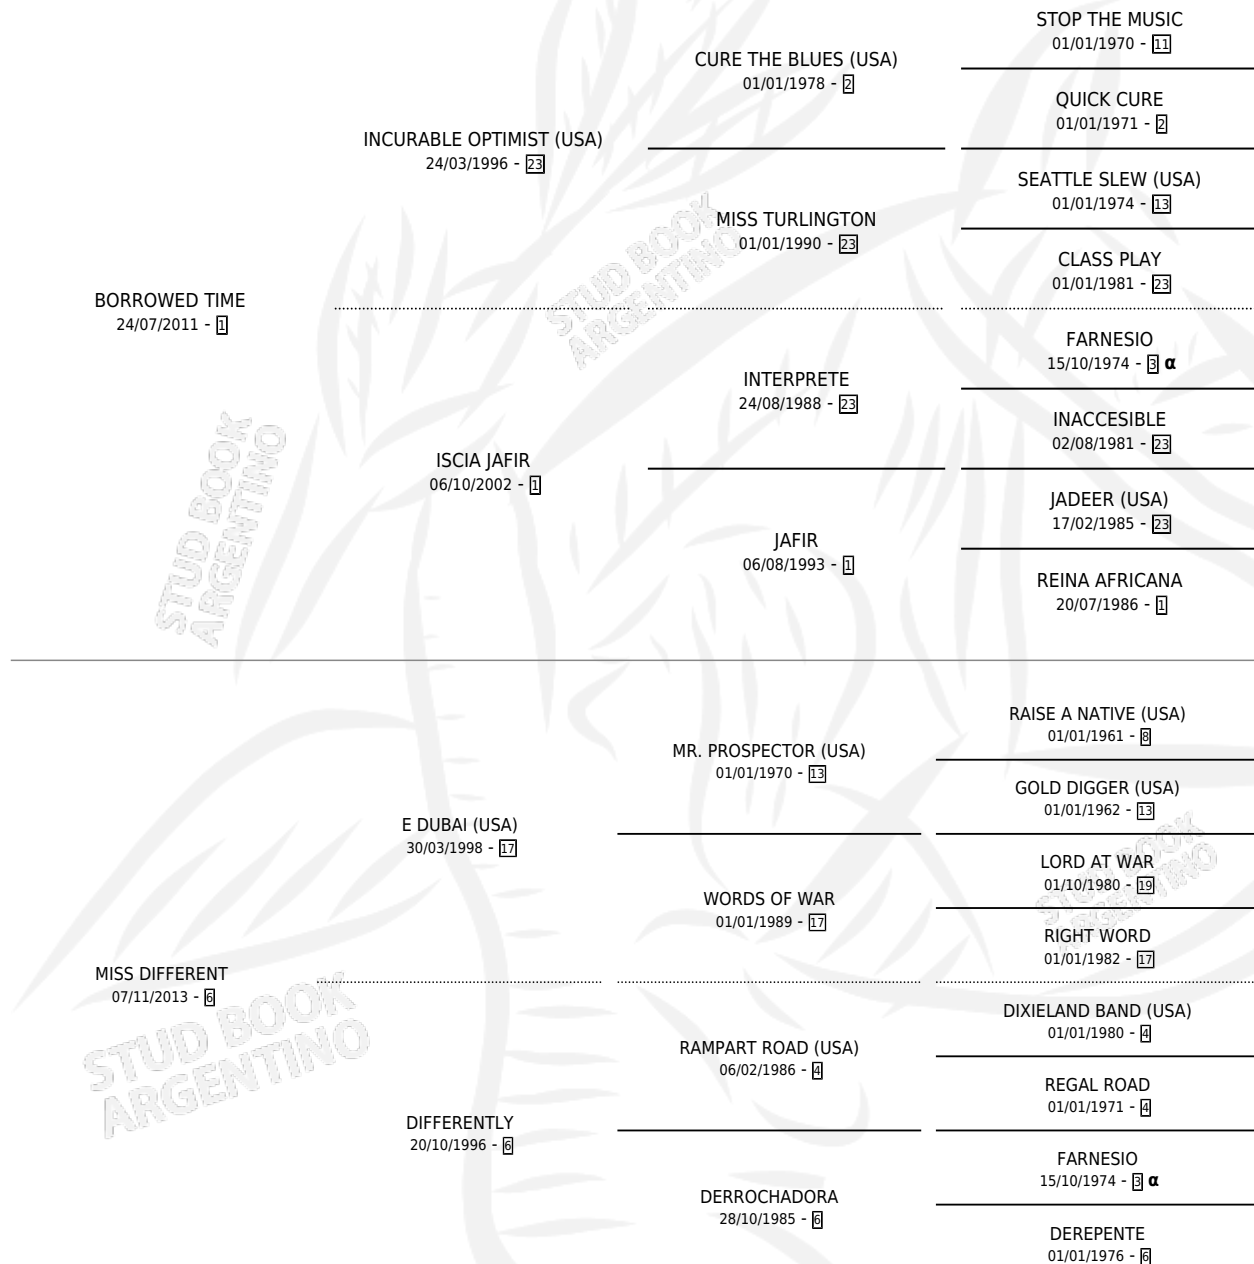 STOP THE MUSIC
01/01/1970 - 11
CURE THE BLUES (USA)
01/01/1978 - 2
QUICK CURE
01/01/1971 - 2
INCURABLE OPTIMIST (USA)
24/03/1996 - 23
SEATTLE SLEW (USA)
01/01/1974 - 13
MISS TURLINGTON
01/01/1990 - 23
CLASS PLAY
01/01/1981 - 23
BORROWED TIME
24/07/2011 - 1
FARNESIO
15/10/1974 - 3 α
INTERPRETE
24/08/1988 - 23
INACCESIBLE
02/08/1981 - 23
ISCIA JAFIR
06/10/2002 - 1
JADEER (USA)
17/02/1985 - 23
JAFIR
06/08/1993 - 1
REINA AFRICANA
20/07/1986 - 1
RAISE A NATIVE (USA)
01/01/1961 - 8
MR. PROSPECTOR (USA)
01/01/1970 - 13
GOLD DIGGER (USA)
01/01/1962 - 13
E DUBAI (USA)
30/03/1998 - 17
LORD AT WAR
01/10/1980 - 19
WORDS OF WAR
01/01/1989 - 17
RIGHT WORD
01/01/1982 - 17
MISS DIFFERENT
07/11/2013 - 6
DIXIELAND BAND (USA)
01/01/1980 - 4
RAMPART ROAD (USA)
06/02/1986 - 4
REGAL ROAD
01/01/1971 - 4
DIFFERENTLY
20/10/1996 - 6
FARNESIO
15/10/1974 - 3 α
DERROCHADORA
28/10/1985 - 6
DEREPENTE
01/01/1976 - 6
STUD BOOK
ARGENTINO
STUD BOOK
ARGENTINO
STUD BOOK
ARGENTINO
STUD BOOK
ARGENTINO